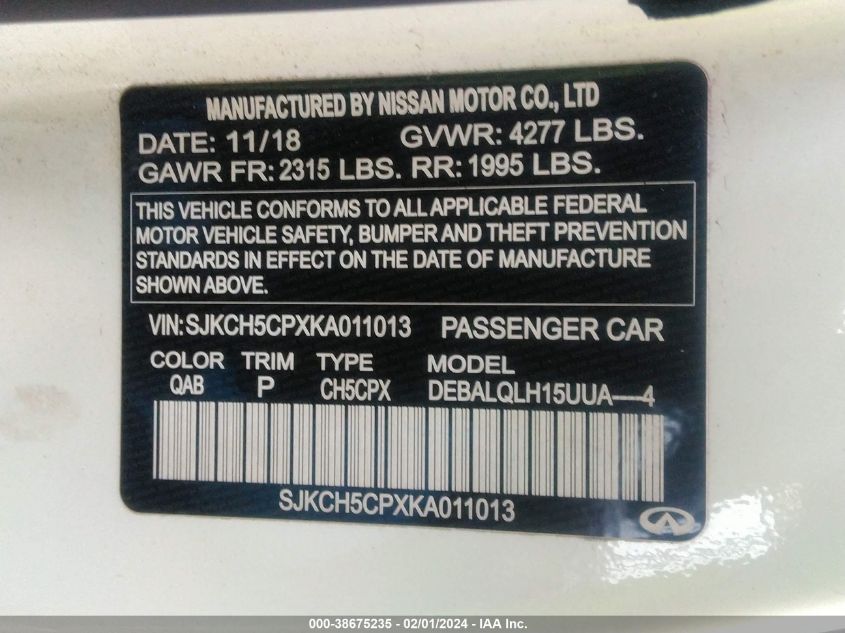 MANUFACTURED BY NISSAN MOTOR CO., LTD
DATE: 11/18 GVWR: 4277 LBS.
GAWR FR: 2315 LBS. RR: 1995 LBS.
THIS VEHICLE CONFORMS TO ALL APPLICABLE FEDERAL
MOTOR VEHICLE SAFETY, BUMPER AND THEFT PREVENTION
STANDARDS IN EFFECT ON THE DATE OF MANUFACTURE
SHOWN ABOVE.
VIN: SJKCH5CPXKA011013 PASSENGER CAR
COLOR TRIM TYPE MODEL
QAB P CH5CPX DEBALQLH15UUA----4
SJKCH5CPXKA011013
000-38675235 - 02/01/2024 - IAA Inc.